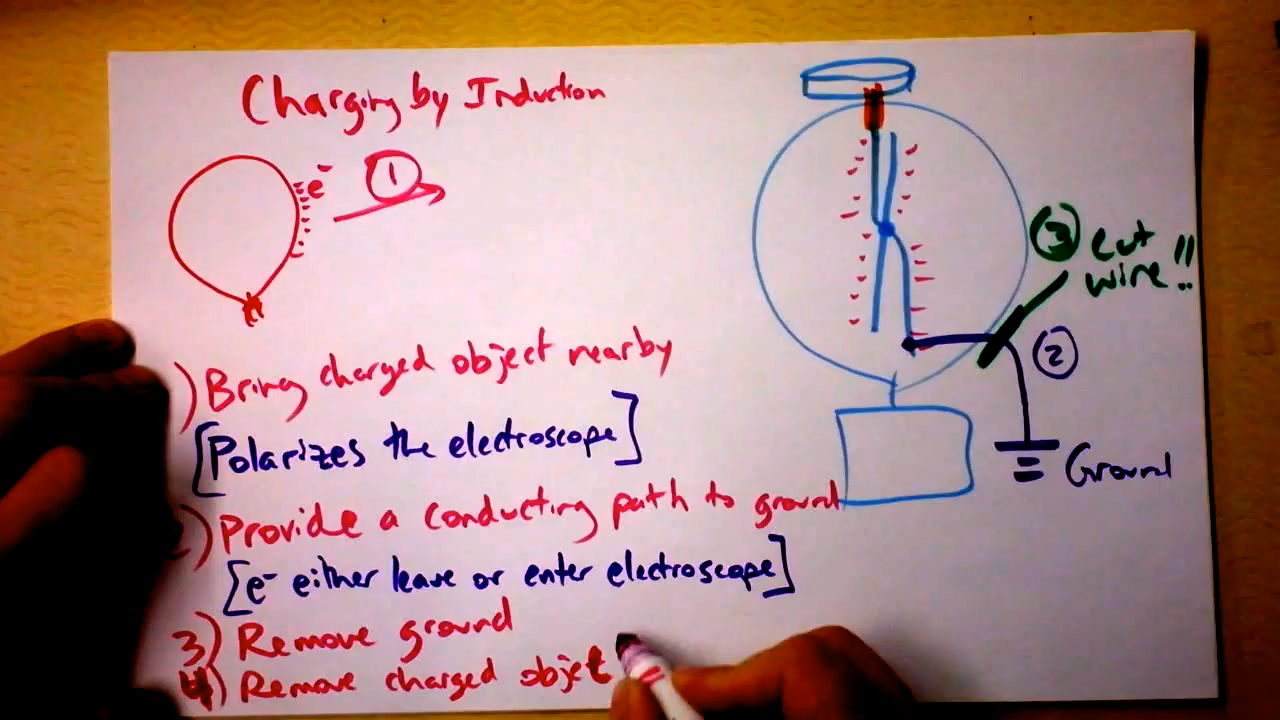 Charging by Induction
e⁻
1
3 Cut
wire!!
2
Ground
) Bring charged object nearby
[Polarizes the electroscope]
) Provide a conducting path to ground
[e⁻ either leave or enter electroscope]
3) Remove ground
4) Remove charged objet